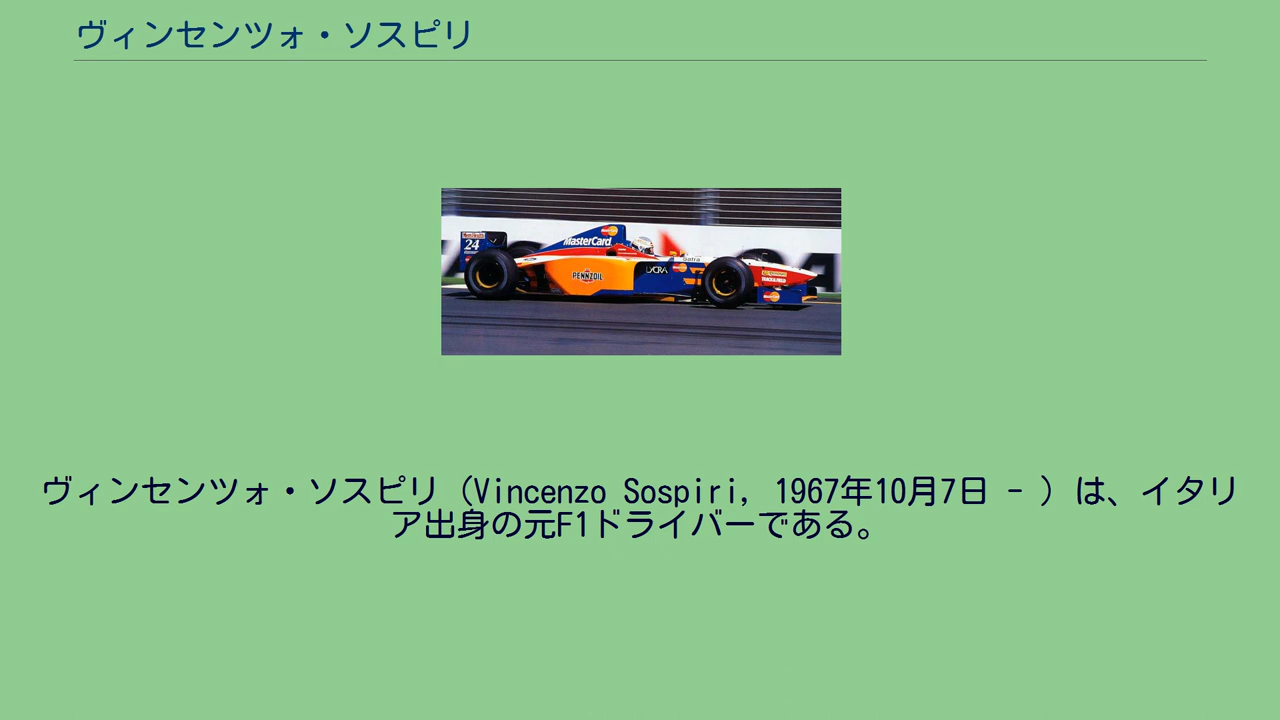 ヴィンセンツォ・ソスピリ
24
MasterCard
PENNZOIL
LYCRA
ヴィンセンツォ・ソスピリ（Vincenzo Sospiri, 1967年10月7日 - ）は、イタリ
ア出身の元F1ドライバーである。